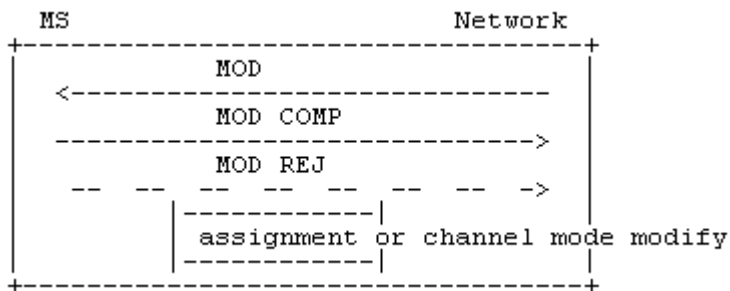 MS Network
MOD
MOD COMP
MOD REJ
assignment or channel mode modify